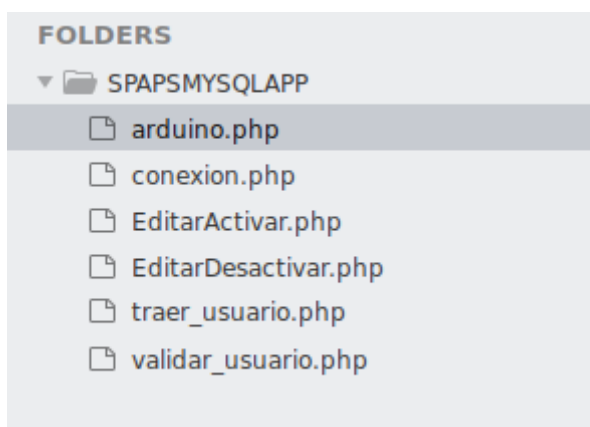 FOLDERS
SPAPSMYSQLAPP
arduino.php
conexion.php
EditarActivar.php
EditarDesactivar.php
traer_usuario.php
validar_usuario.php